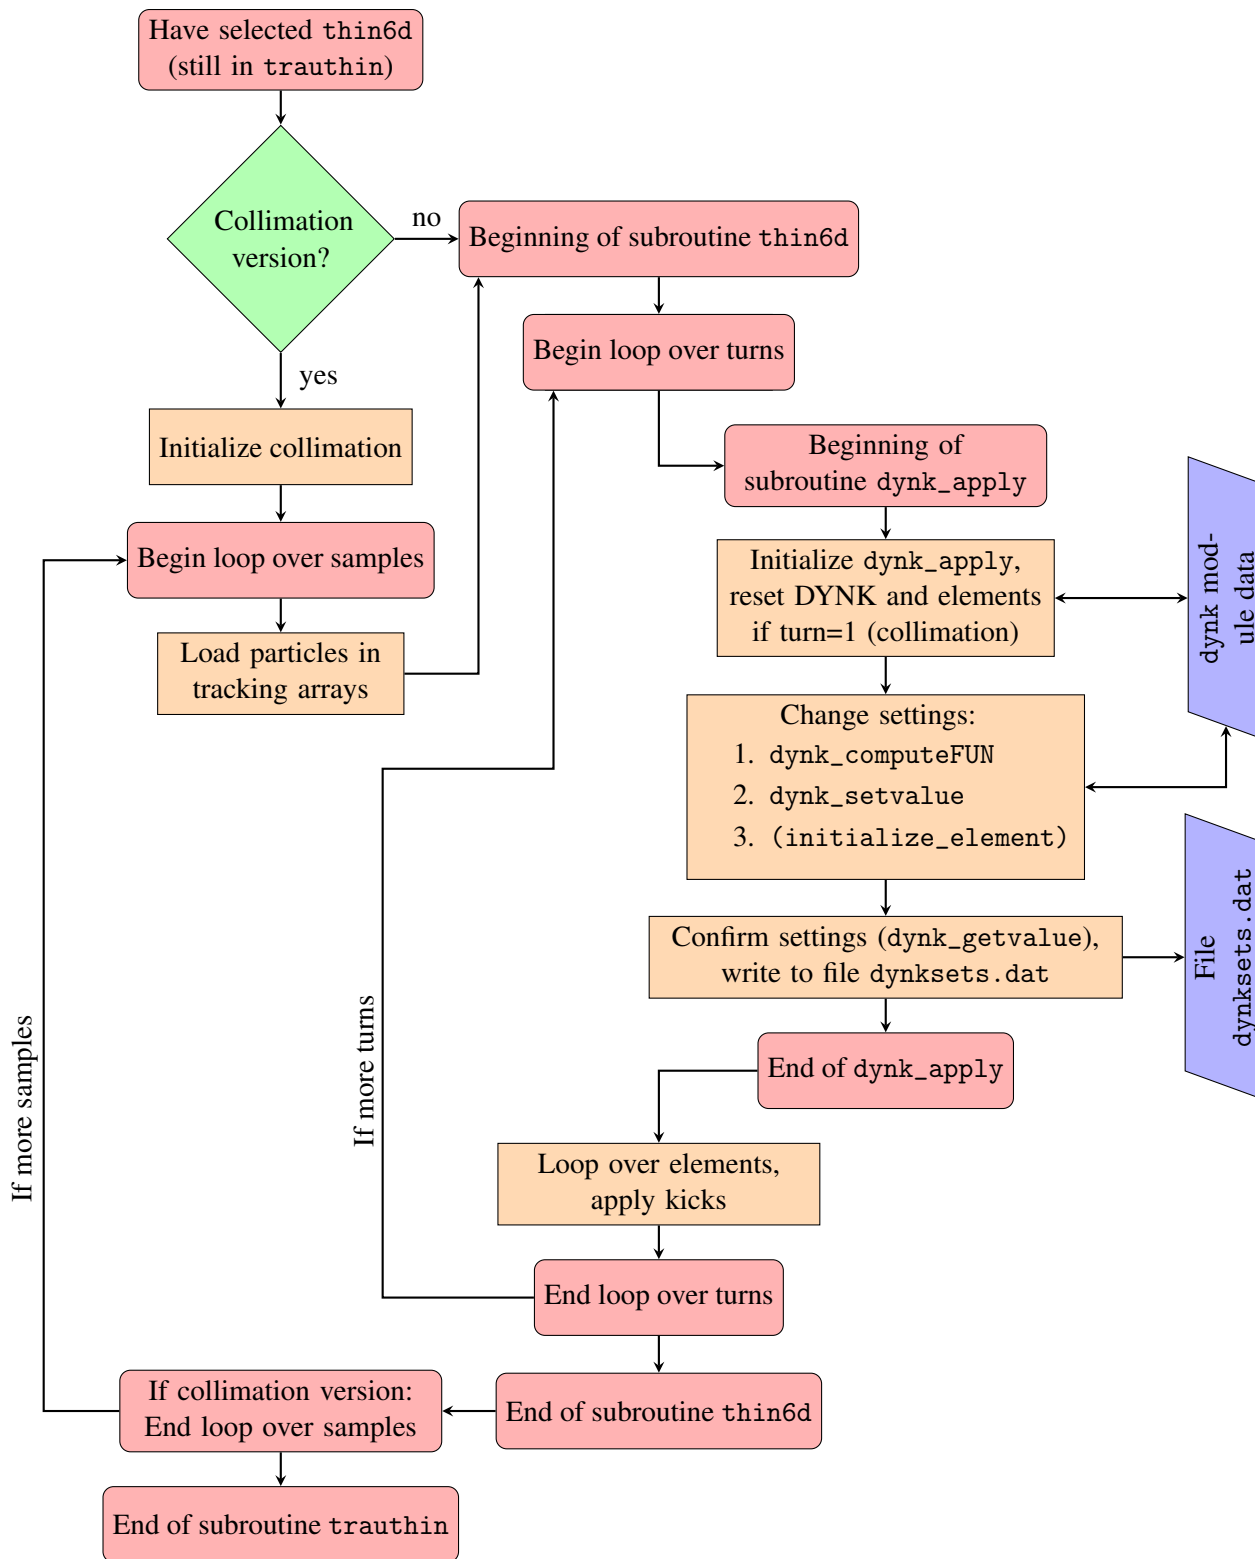 Have selected thin6d
(still in trauthin)
Collimation
version?
no
yes
Beginning of subroutine thin6d
Begin loop over turns
Initialize collimation
Begin loop over samples
Load particles in
tracking arrays
Beginning of
subroutine dynk_apply
Initialize dynk_apply,
reset DYNK and elements
if turn=1 (collimation)
dynk mod-
ule data
Change settings:
1. dynk_computeFUN
2. dynk_setvalue
3. (initialize_element)
Confirm settings (dynk_getvalue),
write to file dynksets.dat
File
dynksets.dat
End of dynk_apply
Loop over elements,
apply kicks
End loop over turns
If more turns
If more samples
End of subroutine thin6d
If collimation version:
End loop over samples
End of subroutine trauthin